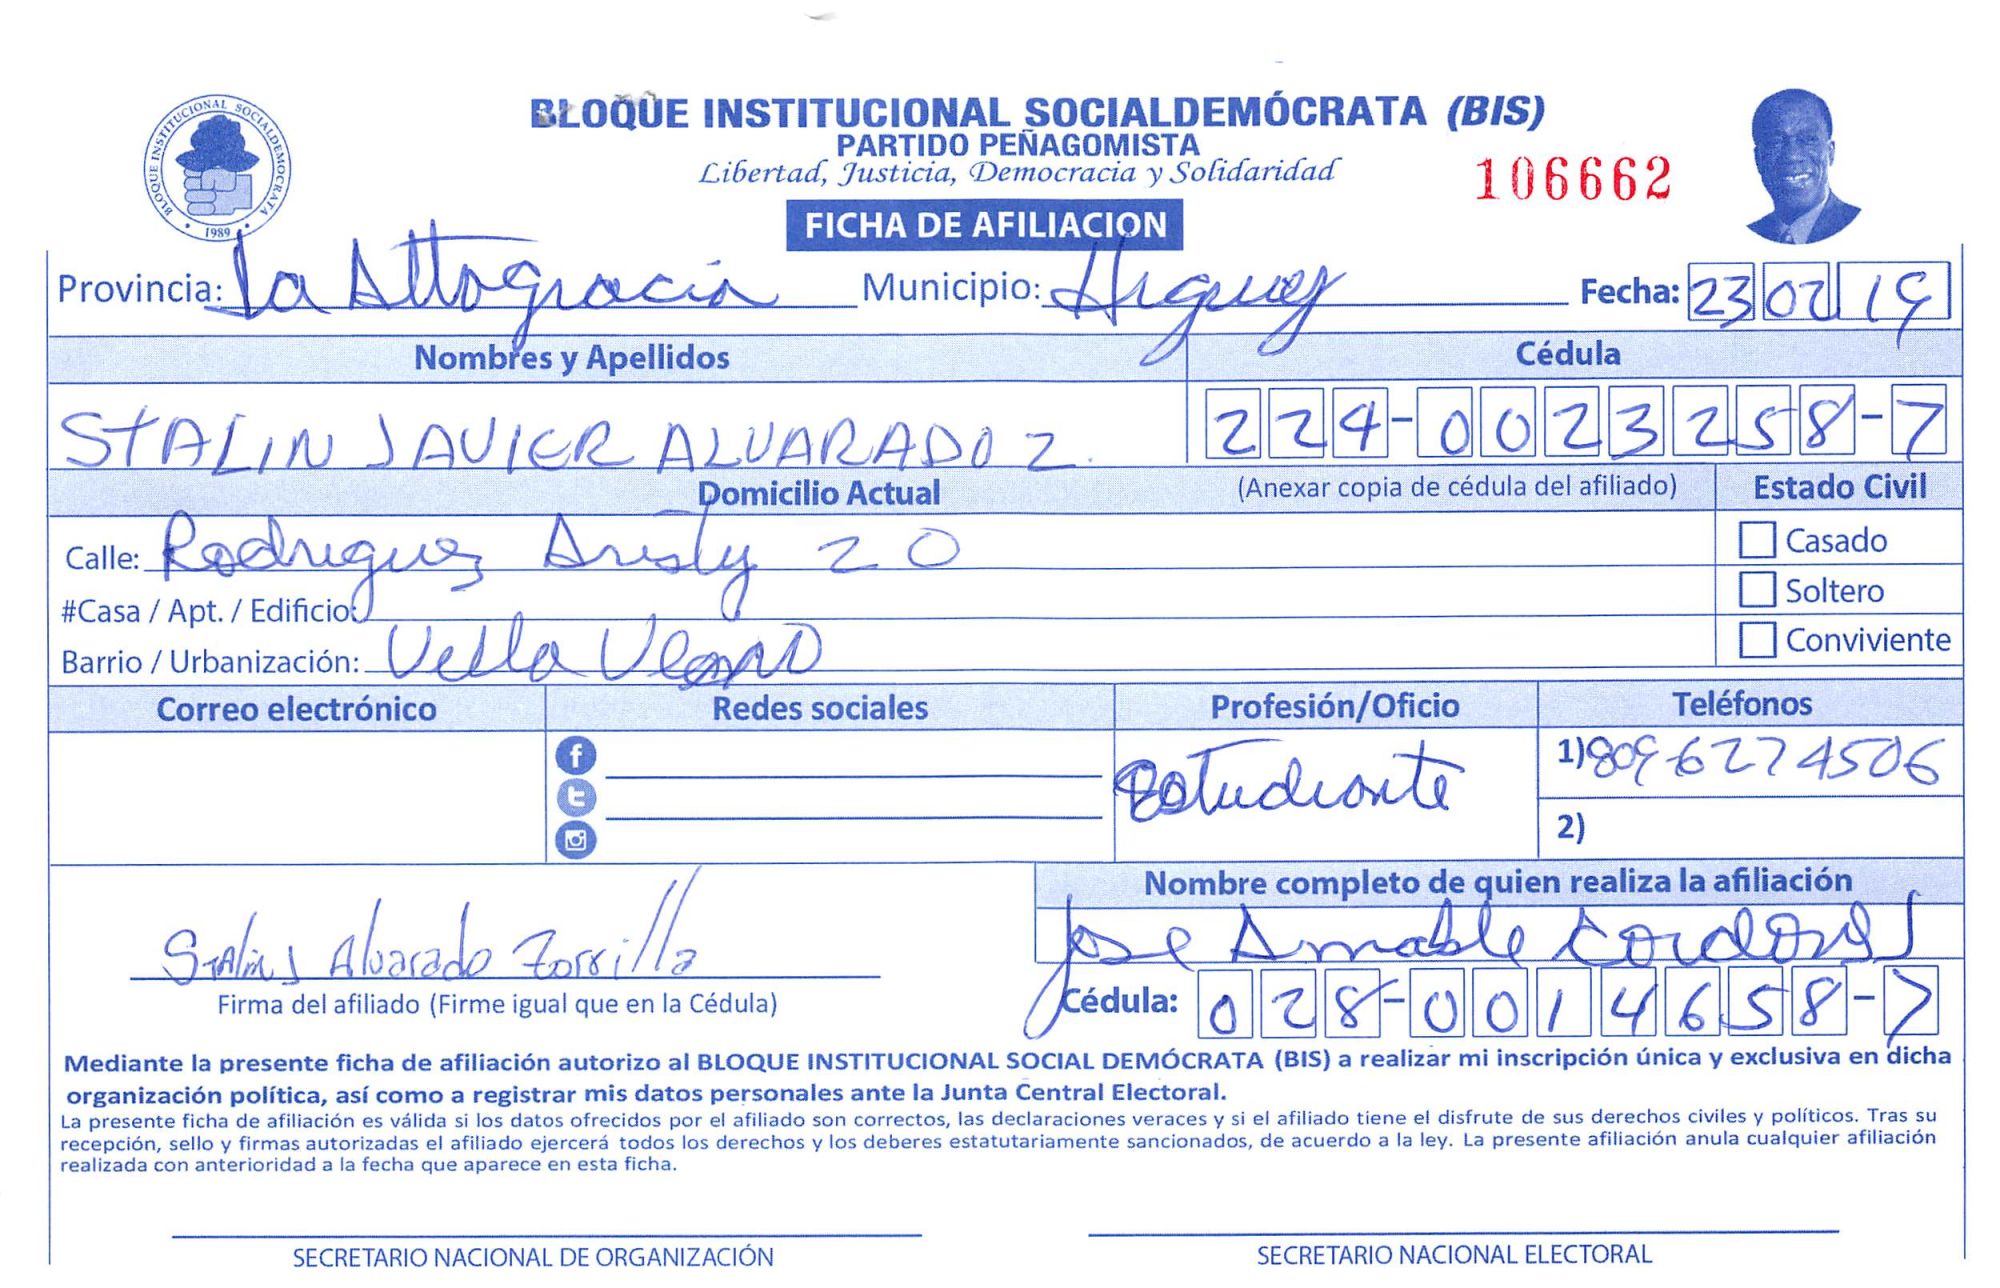 BLOQUE INSTITUCIONAL SOCIALDEMÓCRATA (BIS)
PARTIDO PEÑAGOMISTA
Libertad, Justicia, Democracia y Solidaridad
106662
BLOQUE INSTITUCIONAL SOCIALDEMOCRATA
1989
FICHA DE AFILIACION
Provincia: La Altagracia Municipio: Higuey Fecha: 23 02 19
Nombres y Apellidos Cédula
STALIN JAVIER ALVARADO Z. 224-0023258-7
Domicilio Actual (Anexar copia de cédula del afiliado) Estado Civil
Calle: Rodriguez Aristy 20 Casado
#Casa / Apt. / Edificio: Soltero
Barrio / Urbanización: Conviviente
Correo electrónico Redes sociales Profesión/Oficio Teléfonos
Estudiante 1) 809-6274506
2)
Nombre completo de quien realiza la afiliación
Stalin J Alvarado Zorrilla Jose Amable
Firma del afiliado (Firme igual que en la Cédula) Cédula: 028-0014658-7
Mediante la presente ficha de afiliación autorizo al BLOQUE INSTITUCIONAL SOCIAL DEMÓCRATA (BIS) a realizar mi inscripción única y exclusiva en dicha
organización política, así como a registrar mis datos personales ante la Junta Central Electoral.
La presente ficha de afiliación es válida si los datos ofrecidos por el afiliado son correctos, las declaraciones veraces y si el afiliado tiene el disfrute de sus derechos civiles y políticos. Tras su
recepción, sello y firmas autorizadas el afiliado ejercerá todos los derechos y los deberes estatutariamente sancionados, de acuerdo a la ley. La presente afiliación anula cualquier afiliación
realizada con anterioridad a la fecha que aparece en esta ficha.
SECRETARIO NACIONAL DE ORGANIZACIÓN SECRETARIO NACIONAL ELECTORAL